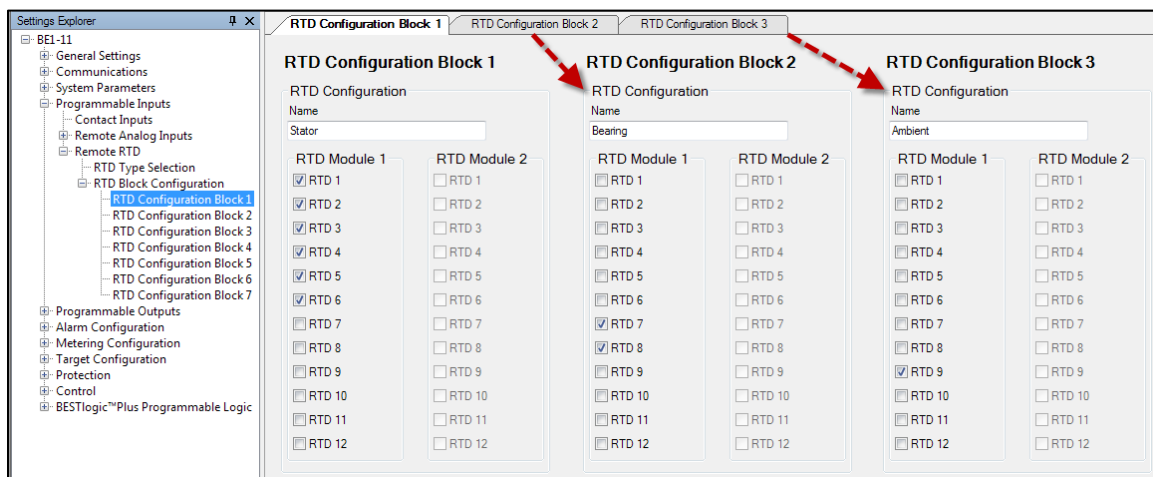 Settings Explorer
BE1-11
General Settings
Communications
System Parameters
Programmable Inputs
Contact Inputs
Remote Analog Inputs
Remote RTD
RTD Type Selection
RTD Block Configuration
RTD Configuration Block 1
RTD Configuration Block 2
RTD Configuration Block 3
RTD Configuration Block 4
RTD Configuration Block 5
RTD Configuration Block 6
RTD Configuration Block 7
Programmable Outputs
Alarm Configuration
Metering Configuration
Target Configuration
Protection
Control
BESTlogic™Plus Programmable Logic
RTD Configuration Block 1 RTD Configuration Block 2 RTD Configuration Block 3
RTD Configuration Block 1
RTD Configuration
Name
Stator
RTD Module 1 RTD Module 2
RTD 1 RTD 1
RTD 2 RTD 2
RTD 3 RTD 3
RTD 4 RTD 4
RTD 5 RTD 5
RTD 6 RTD 6
RTD 7 RTD 7
RTD 8 RTD 8
RTD 9 RTD 9
RTD 10 RTD 10
RTD 11 RTD 11
RTD 12 RTD 12
RTD Configuration Block 2
RTD Configuration
Name
Bearing
RTD Module 1 RTD Module 2
RTD 1 RTD 1
RTD 2 RTD 2
RTD 3 RTD 3
RTD 4 RTD 4
RTD 5 RTD 5
RTD 6 RTD 6
RTD 7 RTD 7
RTD 8 RTD 8
RTD 9 RTD 9
RTD 10 RTD 10
RTD 11 RTD 11
RTD 12 RTD 12
RTD Configuration Block 3
RTD Configuration
Name
Ambient
RTD Module 1 RTD Module 2
RTD 1 RTD 1
RTD 2 RTD 2
RTD 3 RTD 3
RTD 4 RTD 4
RTD 5 RTD 5
RTD 6 RTD 6
RTD 7 RTD 7
RTD 8 RTD 8
RTD 9 RTD 9
RTD 10 RTD 10
RTD 11 RTD 11
RTD 12 RTD 12